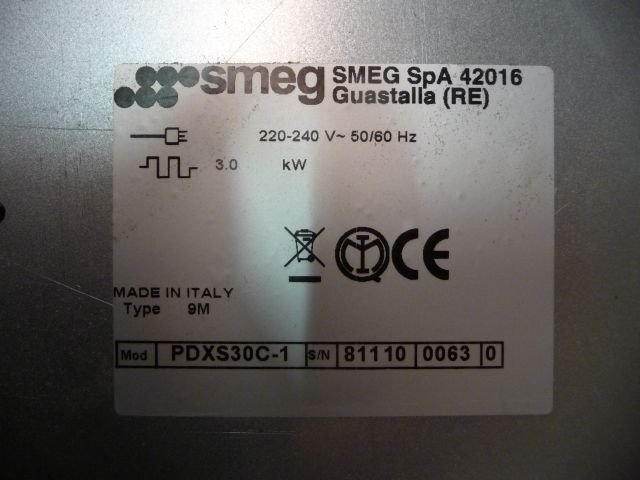 smeg SMEG SpA 42016
Guastalla (RE)
220-240 V~ 50/60 Hz
3.0 kW
CE
MADE IN ITALY
Type 9M
Mod PDXS30C-1 S/N 81110 0063 0